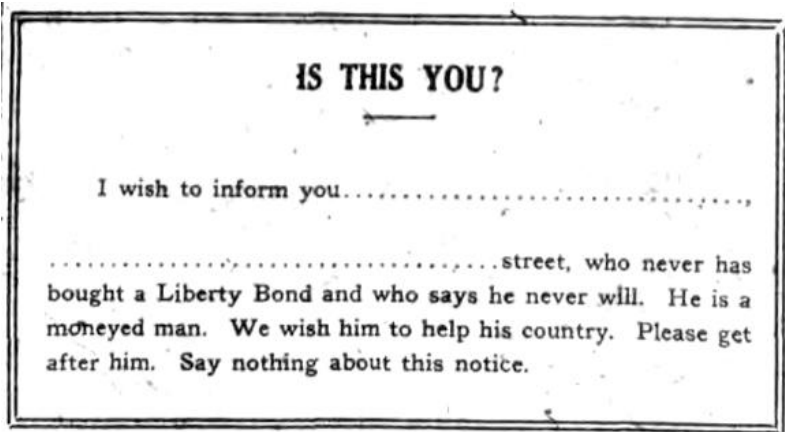 IS THIS YOU?
I wish to inform you..................................,
.......................................street, who never has
bought a Liberty Bond and who says he never will. He is a
moneyed man. We wish him to help his country. Please get
after him. Say nothing about this notice.